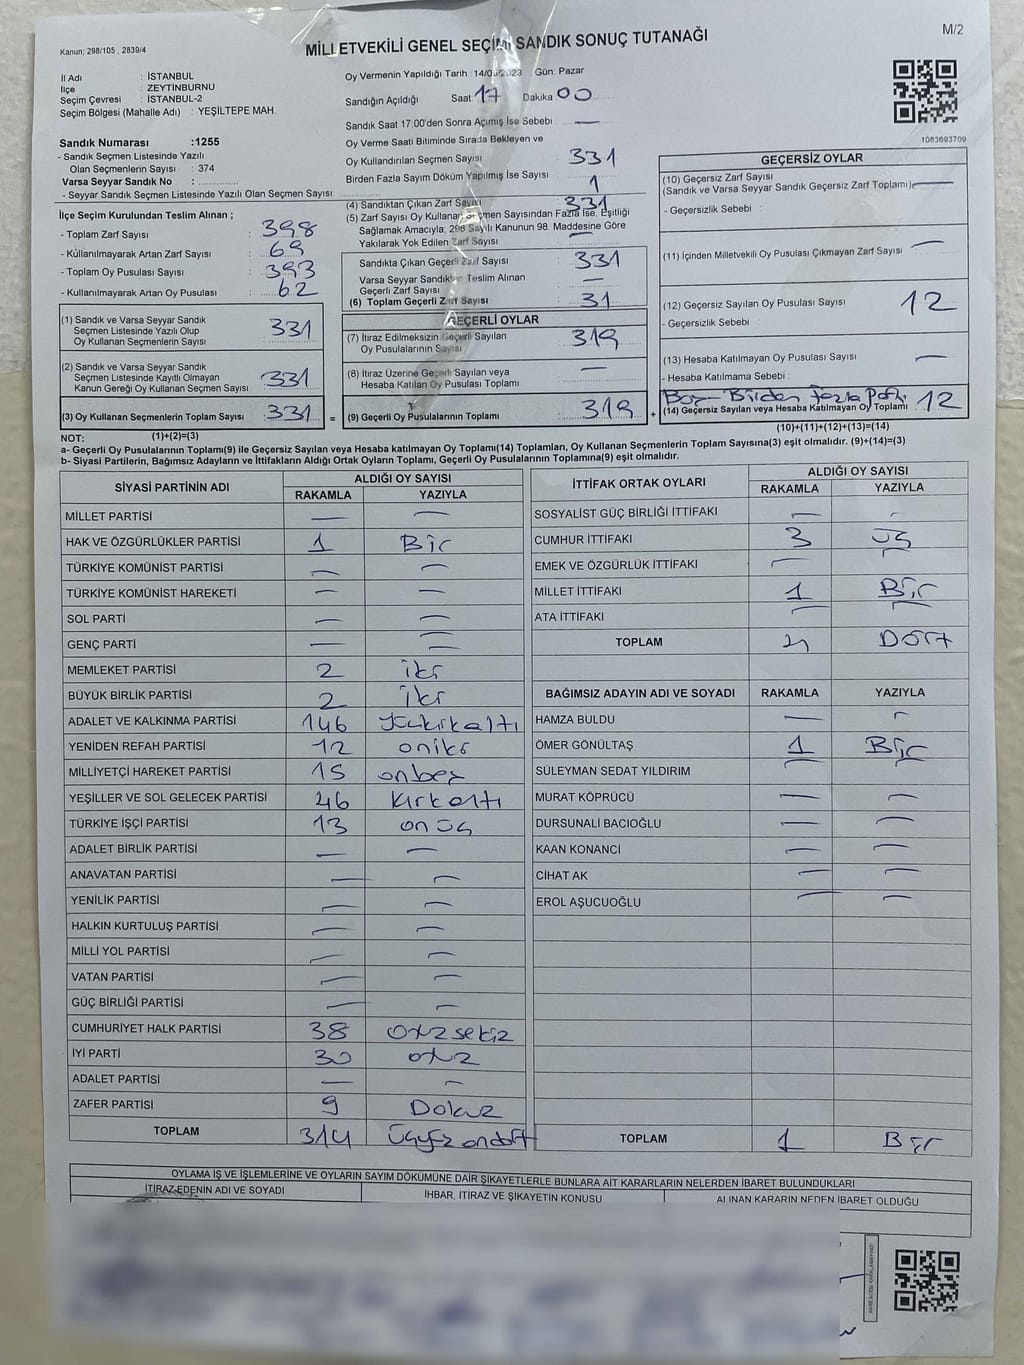 M/2
Kanun; 298/105 , 2839/4
MİLLETVEKİLİ GENEL SEÇİMİ SANDIK SONUÇ TUTANAĞI
İl Adı : İSTANBUL
İlçe : ZEYTİNBURNU
Seçim Çevresi : İSTANBUL-2
Seçim Bölgesi (Mahalle Adı) : YEŞİLTEPE MAH.
Oy Vermenin Yapıldığı Tarih : 14/05/2023 Gün: Pazar
Sandığın Açıldığı Saat 17 Dakika 00
Sandık Saat 17:00'den Sonra Açımış İse Sebebi : —
1083693709
Sandık Numarası :1255
- Sandık Seçmen Listesinde Yazılı
Olan Seçmenlerin Sayısı : 374
Varsa Seyyar Sandık No :
- Seyyar Sandık Seçmen Listesinde Yazılı Olan Seçmen Sayısı :
Oy Verme Saati Bitiminde Sırada Bekleyen ve
Oy Kullandırılan Seçmen Sayısı : 331
Birden Fazla Sayım Döküm Yapılmış İse Sayısı : 1
(4) Sandıktan Çıkan Zarf Sayısı : 331
(5) Zarf Sayısı Oy Kullanan Seçmen Sayısından Fazla İse, Eşitliği
Sağlamak Amacıyla; 298 Sayılı Kanunun 98. Maddesine Göre
Yakılarak Yok Edilen Zarf Sayısı : —
İlçe Seçim Kurulundan Teslim Alınan ;
- Toplam Zarf Sayısı : 398
- Kullanılmayarak Artan Zarf Sayısı : 69
- Toplam Oy Pusulası Sayısı : 393
- Kullanılmayarak Artan Oy Pusulası : 62
Sandıkta Çıkan Geçerli Zarf Sayısı : 331
Varsa Seyyar Sandıktan Teslim Alınan
Geçerli Zarf Sayısı : —
(6) Toplam Geçerli Zarf Sayısı : 31
(1) Sandık ve Varsa Seyyar Sandık
Seçmen Listesinde Yazılı Olup
Oy Kullanan Seçmenlerin Sayısı : 331
(2) Sandık ve Varsa Seyyar Sandık
Seçmen Listesinde Kayıtlı Olmayan
Kanun Gereği Oy Kullanan Seçmen Sayısı : 331
(3) Oy Kullanan Seçmenlerin Toplam Sayısı : 331 =
GEÇERLİ OYLAR
(7) İtiraz Edilmeksizin Geçerli Sayılan
Oy Pusulalarının Sayısı : 319
(8) İtiraz Üzerine Geçerli Sayılan veya
Hesaba Katılan Oy Pusulası Toplamı : —
(9) Geçerli Oy Pusulalarının Toplamı : 319 +
GEÇERSİZ OYLAR
(10) Geçersiz Zarf Sayısı
(Sandık ve Varsa Seyyar Sandık Geçersiz Zarf Toplamı): —
- Geçersizlik Sebebi :
(11) İçinden Milletvekili Oy Pusulası Çıkmayan Zarf Sayısı : —
(12) Geçersiz Sayılan Oy Pusulası Sayısı : 12
- Geçersizlik Sebebi :
(13) Hesaba Katılmayan Oy Pusulası Sayısı : —
- Hesaba Katılmama Sebebi :
Boş - Birden fazla
(14) Geçersiz Sayılan veya Hesaba Katılmayan Oy Toplamı : 12
(1)+(2)=(3)
(10)+(11)+(12)+(13)=(14)
NOT:
a- Geçerli Oy Pusulalarının Toplamı(9) ile Geçersiz Sayılan veya Hesaba katılmayan Oy Toplamı(14) Toplamları, Oy Kullanan Seçmenlerin Toplam Sayısına(3) eşit olmalıdır. (9)+(14)=(3)
b- Siyasi Partilerin, Bağımsız Adayların ve İttifakların Aldığı Ortak Oyların Toplamı, Geçerli Oy Pusulalarının Toplamına(9) eşit olmalıdır.
SİYASİ PARTİNİN ADI ALDIĞI OY SAYISI
RAKAMLA YAZIYLA
MİLLET PARTİSİ — —
HAK VE ÖZGÜRLÜKLER PARTİSİ 1 Bir
TÜRKİYE KOMÜNİST PARTİSİ — —
TÜRKİYE KOMÜNİST HAREKETİ — —
SOL PARTİ — —
GENÇ PARTİ — —
MEMLEKET PARTİSİ 2 iki
BÜYÜK BİRLİK PARTİSİ 2 iki
ADALET VE KALKINMA PARTİSİ 146
YENİDEN REFAH PARTİSİ 12 oniki
MİLLİYETÇİ HAREKET PARTİSİ 15 onbeş
YEŞİLLER VE SOL GELECEK PARTİSİ 46 kırkaltı
TÜRKİYE İŞÇİ PARTİSİ 13 onüç
ADALET BİRLİK PARTİSİ — —
ANAVATAN PARTİSİ — —
YENİLİK PARTİSİ — —
HALKIN KURTULUŞ PARTİSİ — —
MİLLİ YOL PARTİSİ — —
VATAN PARTİSİ — —
GÜÇ BİRLİĞİ PARTİSİ — —
CUMHURİYET HALK PARTİSİ 38 otuzsekiz
İYİ PARTİ 30 otuz
ADALET PARTİSİ — —
ZAFER PARTİSİ 9 Dokuz
TOPLAM 314 üçyüzondört
İTTİFAK ORTAK OYLARI ALDIĞI OY SAYISI
RAKAMLA YAZIYLA
SOSYALİST GÜÇ BİRLİĞİ İTTİFAKI — —
CUMHUR İTTİFAKI 3 üç
EMEK VE ÖZGÜRLÜK İTTİFAKI — —
MİLLET İTTİFAKI 1 Bir
ATA İTTİFAKI — —
TOPLAM 4 Dört
BAĞIMSIZ ADAYIN ADI VE SOYADI RAKAMLA YAZIYLA
HAMZA BULDU — —
ÖMER GÖNÜLTAŞ 1 Bir
SÜLEYMAN SEDAT YILDIRIM — —
MURAT KÖPRÜCÜ — —
DURSUNALİ BACIOĞLU — —
KAAN KONANCI — —
CİHAT AK — —
EROL AŞUCUOĞLU — —
TOPLAM 1 Bir
OYLAMA İŞ VE İŞLEMLERİNE VE OYLARIN SAYIM DÖKÜMÜNE DAİR ŞİKAYETLERLE BUNLARA AİT KARARLARIN NELERDEN İBARET BULUNDUKLARI
İTİRAZ EDENİN ADI VE SOYADI İHBAR, İTİRAZ VE ŞİKAYETİN KONUSU ALINAN KARARIN NEDEN İBARET OLDUĞU